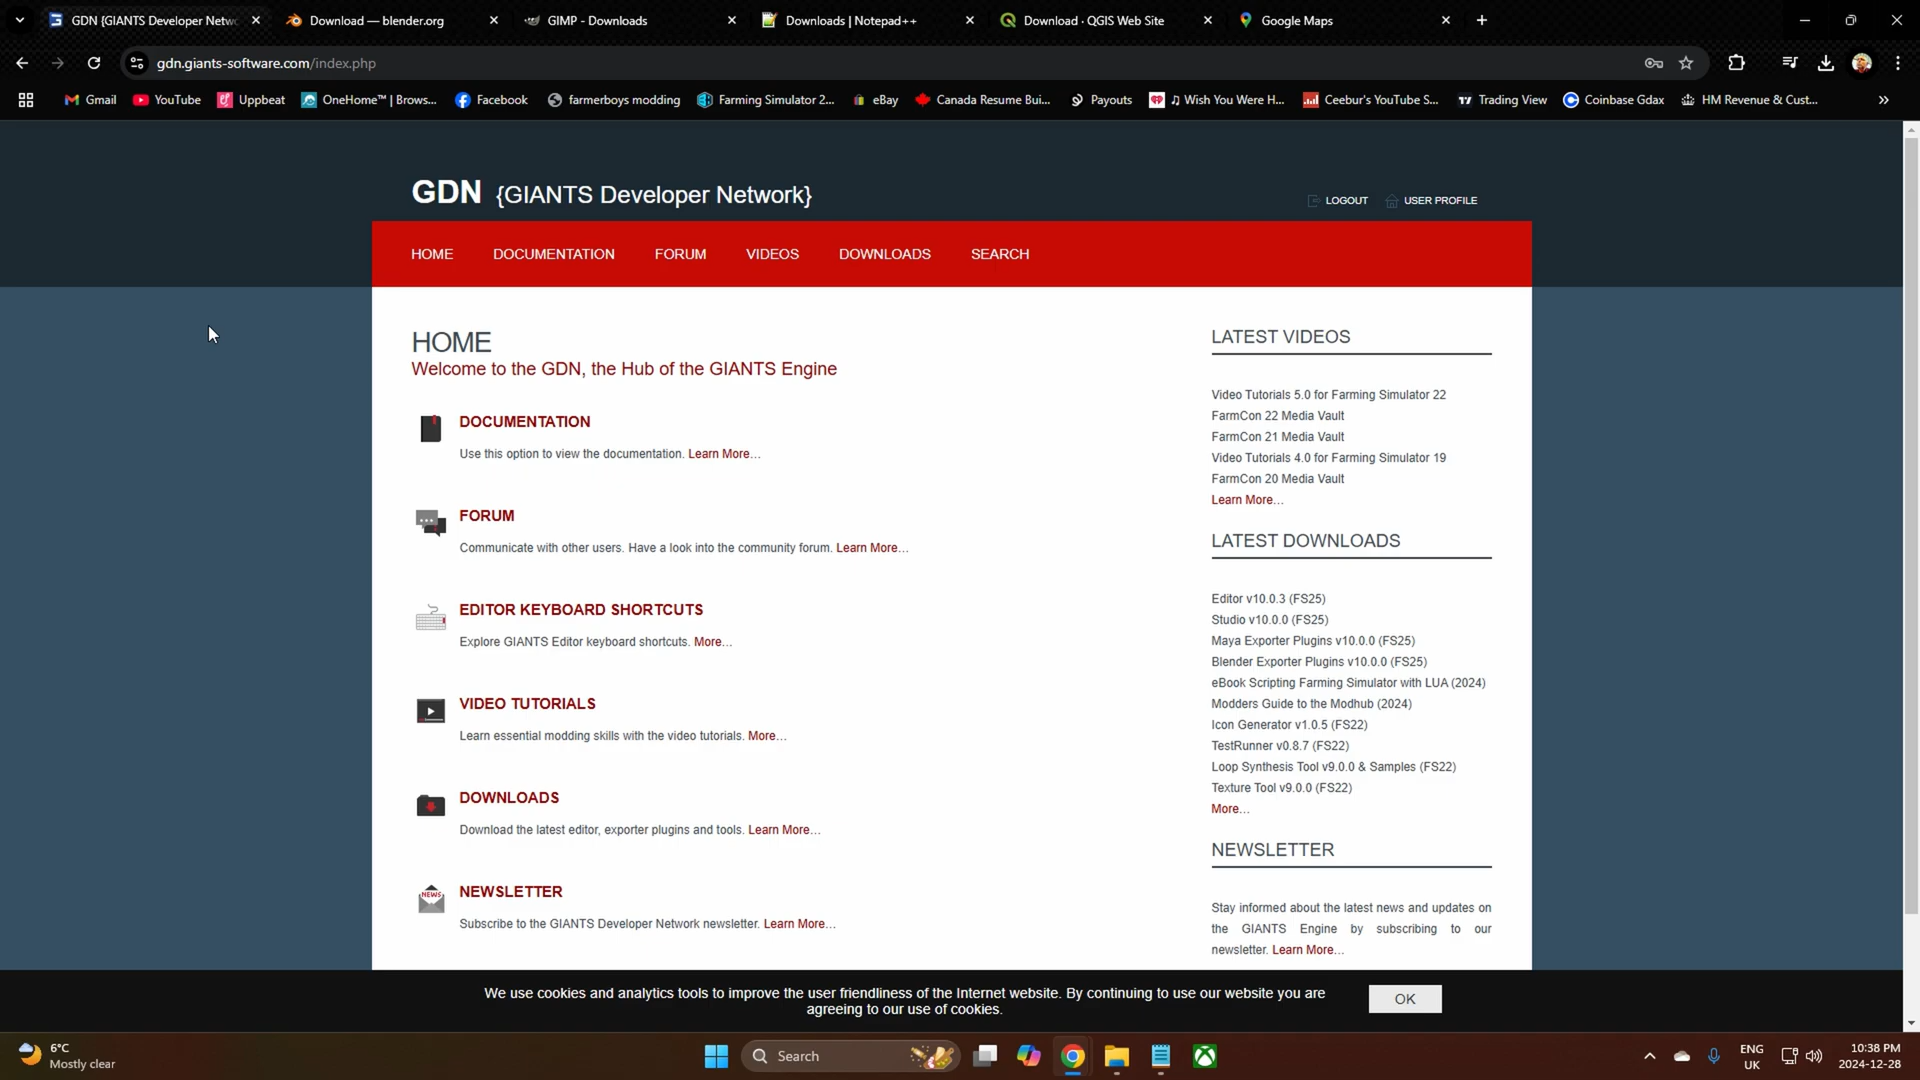 GDN {GIANTS Developer Netwo
Download — blender.org
GIMP - Downloads
Downloads | Notepad++
Download · QGIS Web Site
Google Maps
gdn.giants-software.com/index.php
Gmail
YouTube
Uppbeat
OneHome™ | Brows...
Facebook
farmerboys modding
Farming Simulator 2...
eBay
Canada Resume Bui...
Payouts
♫ Wish You Were H...
Ceebur's YouTube S...
Trading View
Coinbase Gdax
HM Revenue & Cust...
GDN {GIANTS Developer Network}
LOGOUT
USER PROFILE
HOME
DOCUMENTATION
FORUM
VIDEOS
DOWNLOADS
SEARCH
HOME
Welcome to the GDN, the Hub of the GIANTS Engine
DOCUMENTATION
Use this option to view the documentation. Learn More...
FORUM
Communicate with other users. Have a look into the community forum. Learn More...
EDITOR KEYBOARD SHORTCUTS
Explore GIANTS Editor keyboard shortcuts. More...
VIDEO TUTORIALS
Learn essential modding skills with the video tutorials. More...
DOWNLOADS
Download the latest editor, exporter plugins and tools. Learn More...
NEWS
NEWSLETTER
Subscribe to the GIANTS Developer Network newsletter. Learn More...
LATEST VIDEOS
Video Tutorials 5.0 for Farming Simulator 22
FarmCon 22 Media Vault
FarmCon 21 Media Vault
Video Tutorials 4.0 for Farming Simulator 19
FarmCon 20 Media Vault
Learn More...
LATEST DOWNLOADS
Editor v10.0.3 (FS25)
Studio v10.0.0 (FS25)
Maya Exporter Plugins v10.0.0 (FS25)
Blender Exporter Plugins v10.0.0 (FS25)
eBook Scripting Farming Simulator with LUA (2024)
Modders Guide to the Modhub (2024)
Icon Generator v1.0.5 (FS22)
TestRunner v0.8.7 (FS22)
Loop Synthesis Tool v9.0.0 & Samples (FS22)
Texture Tool v9.0.0 (FS22)
More...
NEWSLETTER
Stay informed about the latest news and updates on
the GIANTS Engine by subscribing to our
newsletter. Learn More...
We use cookies and analytics tools to improve the user friendliness of the Internet website. By continuing to use our website you are
agreeing to our use of cookies.
OK
6°C
Mostly clear
Search
ENG
UK
10:38 PM
2024-12-28